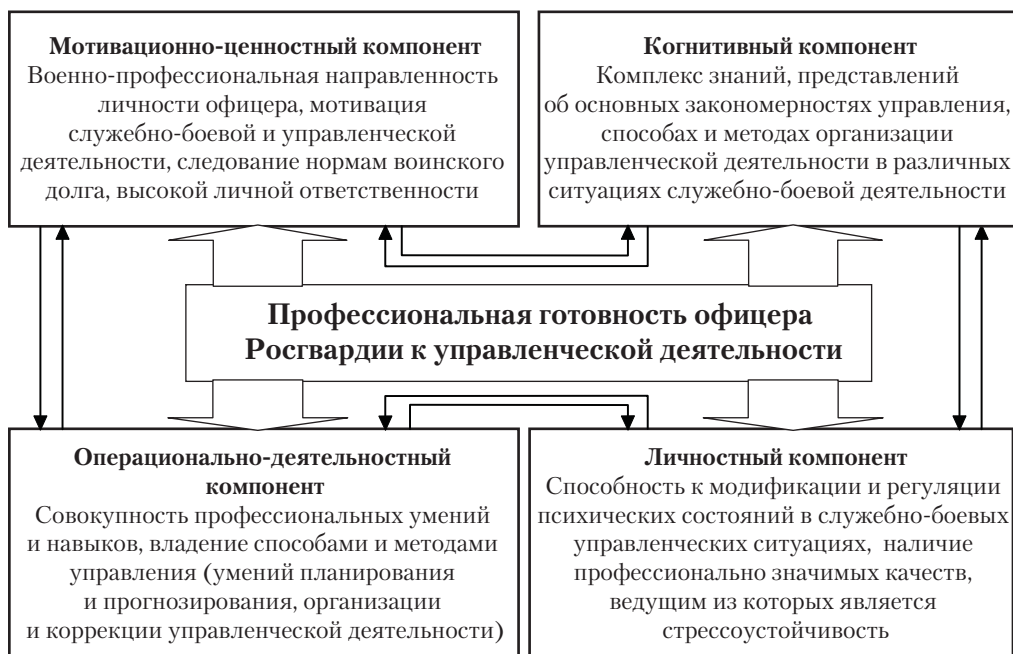 Мотивационно-ценностный компонент
Военно-профессиональная направленность
личности офицера, мотивация
служебно-боевой и управленческой
деятельности, следование нормам воинского
долга, высокой личной ответственности
Когнитивный компонент
Комплекс знаний, представлений
об основных закономерностях управления,
способах и методах организации
управленческой деятельности в различных
ситуациях служебно-боевой деятельности
Профессиональная готовность офицера
Росгвардии к управленческой деятельности
Операционально-деятельностный
компонент
Совокупность профессиональных умений
и навыков, владение способами и методами
управления (умений планирования
и прогнозирования, организации
и коррекции управленческой деятельности)
Личностный компонент
Способность к модификации и регуляции
психических состояний в служебно-боевых
управленческих ситуациях, наличие
профессионально значимых качеств,
ведущим из которых является
стрессоустойчивость